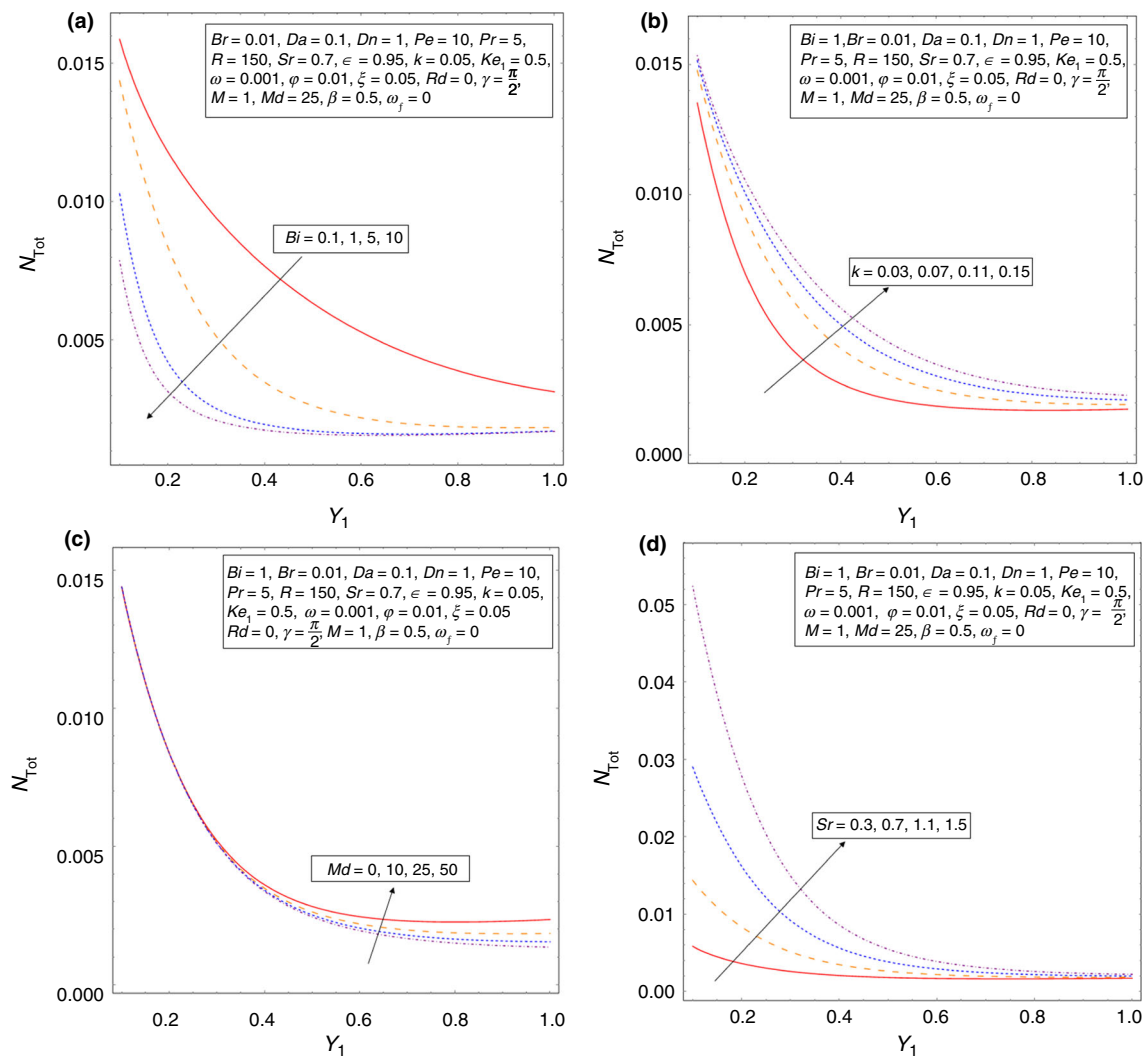 (a)
Br = 0.01, Da = 0.1, Dn = 1, Pe = 10, Pr = 5,
R = 150, Sr = 0.7, ϵ = 0.95, k = 0.05, Ke₁ = 0.5,
ω = 0.001, φ = 0.01, ξ = 0.05, Rd = 0, γ = π/2,
M = 1, Md = 25, β = 0.5, ω_f = 0
0.015
0.010
0.005
N_Tot
Bi = 0.1, 1, 5, 10
0.2 0.4 0.6 0.8 1.0
Y₁
(b)
Bi = 1,Br = 0.01, Da = 0.1, Dn = 1, Pe = 10,
Pr = 5, R = 150, Sr = 0.7, ϵ = 0.95, Ke₁ = 0.5,
ω = 0.001, φ = 0.01, ξ = 0.05, Rd = 0, γ = π/2,
M = 1, Md = 25, β = 0.5, ω_f = 0
0.015
0.010
0.005
0.000
N_Tot
k = 0.03, 0.07, 0.11, 0.15
0.2 0.4 0.6 0.8 1.0
Y₁
(c)
Bi = 1, Br = 0.01, Da = 0.1, Dn = 1, Pe = 10,
Pr = 5, R = 150, Sr = 0.7, ϵ = 0.95, k = 0.05,
Ke₁ = 0.5, ω = 0.001, φ = 0.01, ξ = 0.05
Rd = 0, γ = π/2, M = 1, β = 0.5, ω_f = 0
0.015
0.010
0.005
0.000
N_Tot
Md = 0, 10, 25, 50
0.2 0.4 0.6 0.8 1.0
Y₁
(d)
Bi = 1, Br = 0.01, Da = 0.1, Dn = 1, Pe = 10,
Pr = 5, R = 150, ϵ = 0.95, k = 0.05, Ke₁ = 0.5,
ω = 0.001, φ = 0.01, ξ = 0.05, Rd = 0, γ = π/2,
M = 1, Md = 25, β = 0.5, ω_f = 0
0.05
0.04
0.03
0.02
0.01
0.00
N_Tot
Sr = 0.3, 0.7, 1.1, 1.5
0.2 0.4 0.6 0.8 1.0
Y₁